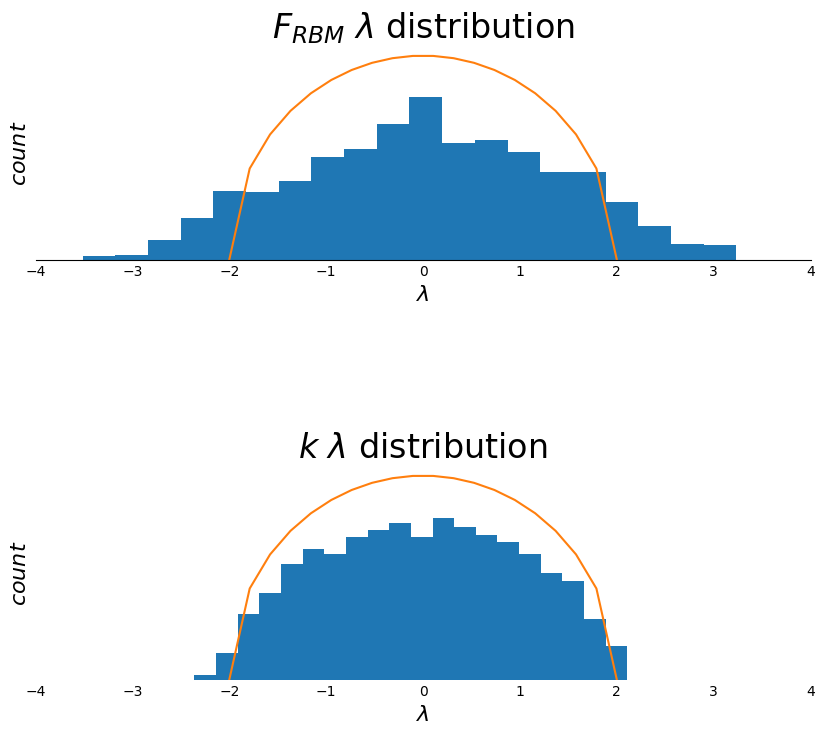 F_RBM λ distribution
count
−4 −3 −2 −1 0 1 2 3 4
λ
k λ distribution
count
−4 −3 −2 −1 0 1 2 3 4
λ